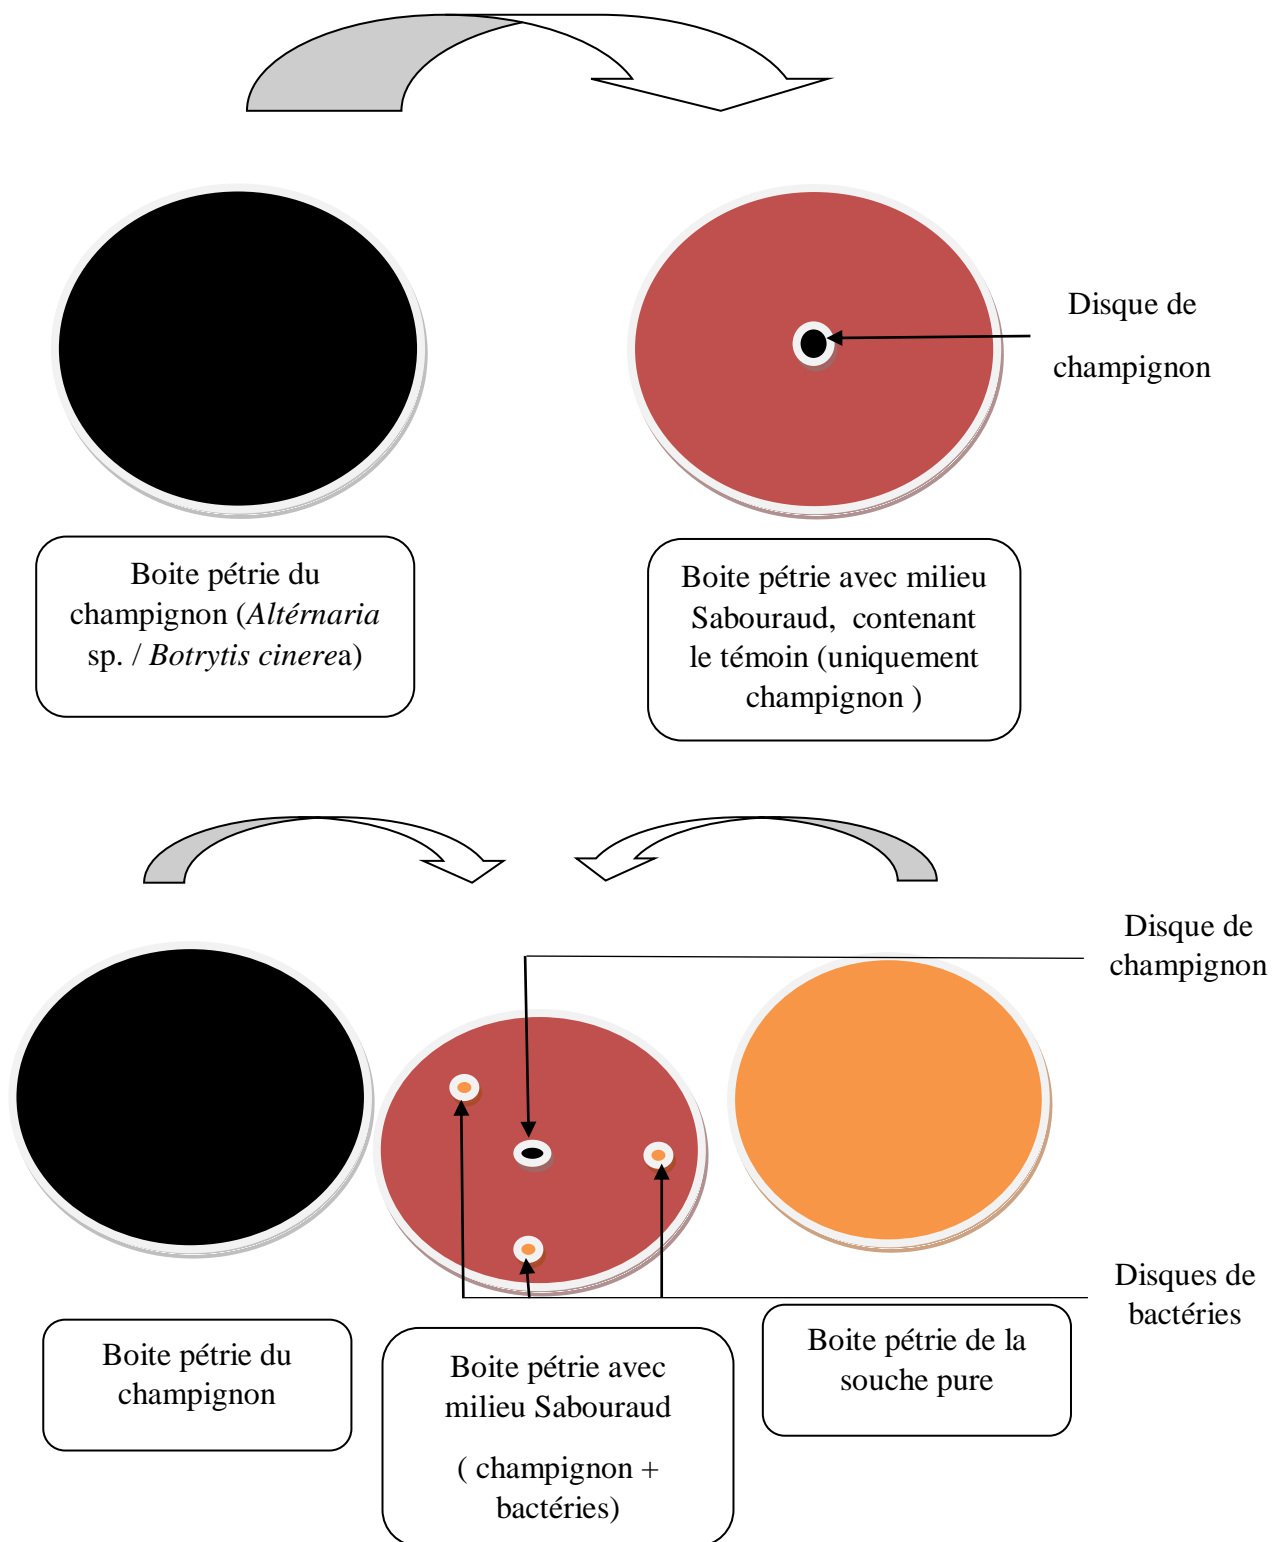 Disque de
champignon
Boite pétrie du
champignon (Altérnaria
sp. / Botrytis cinerea)
Boite pétrie avec milieu
Sabouraud, contenant
le témoin (uniquement
champignon )
Disque de
champignon
Disques de
bactéries
Boite pétrie du
champignon
Boite pétrie avec
milieu Sabouraud
( champignon +
bactéries)
Boite pétrie de la
souche pure